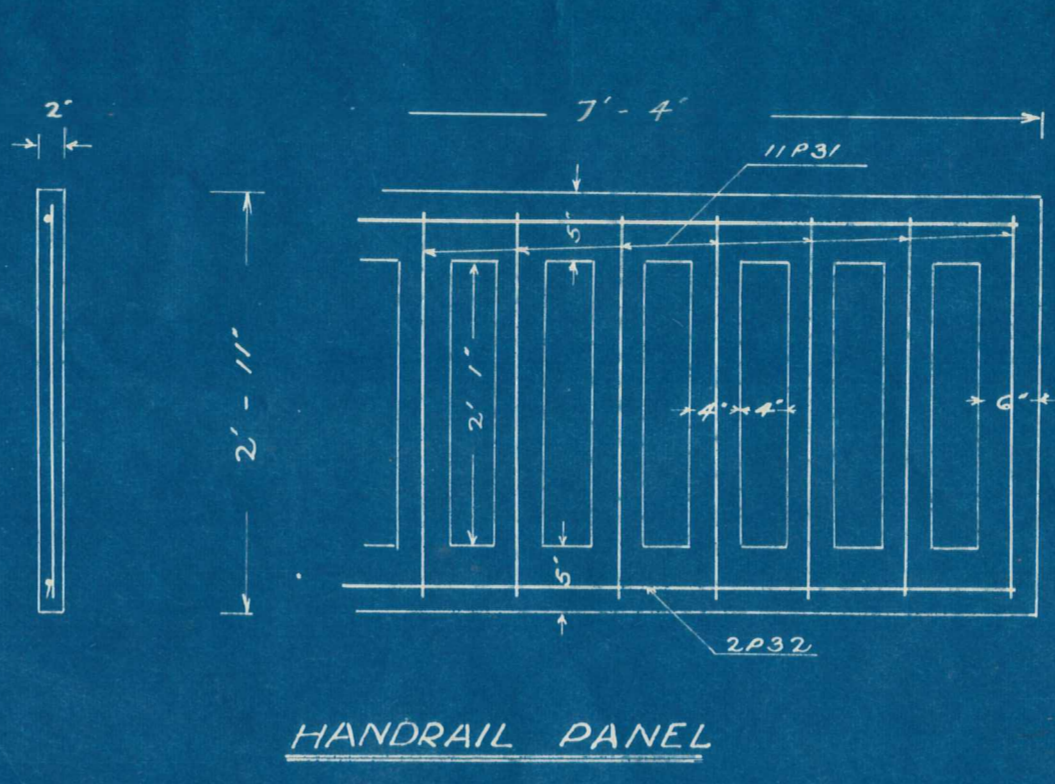 2"
7' - 4"
11P31
5"
2' 1"
2' - 11"
4" 4"
6"
5"
2P32
HANDRAIL PANEL